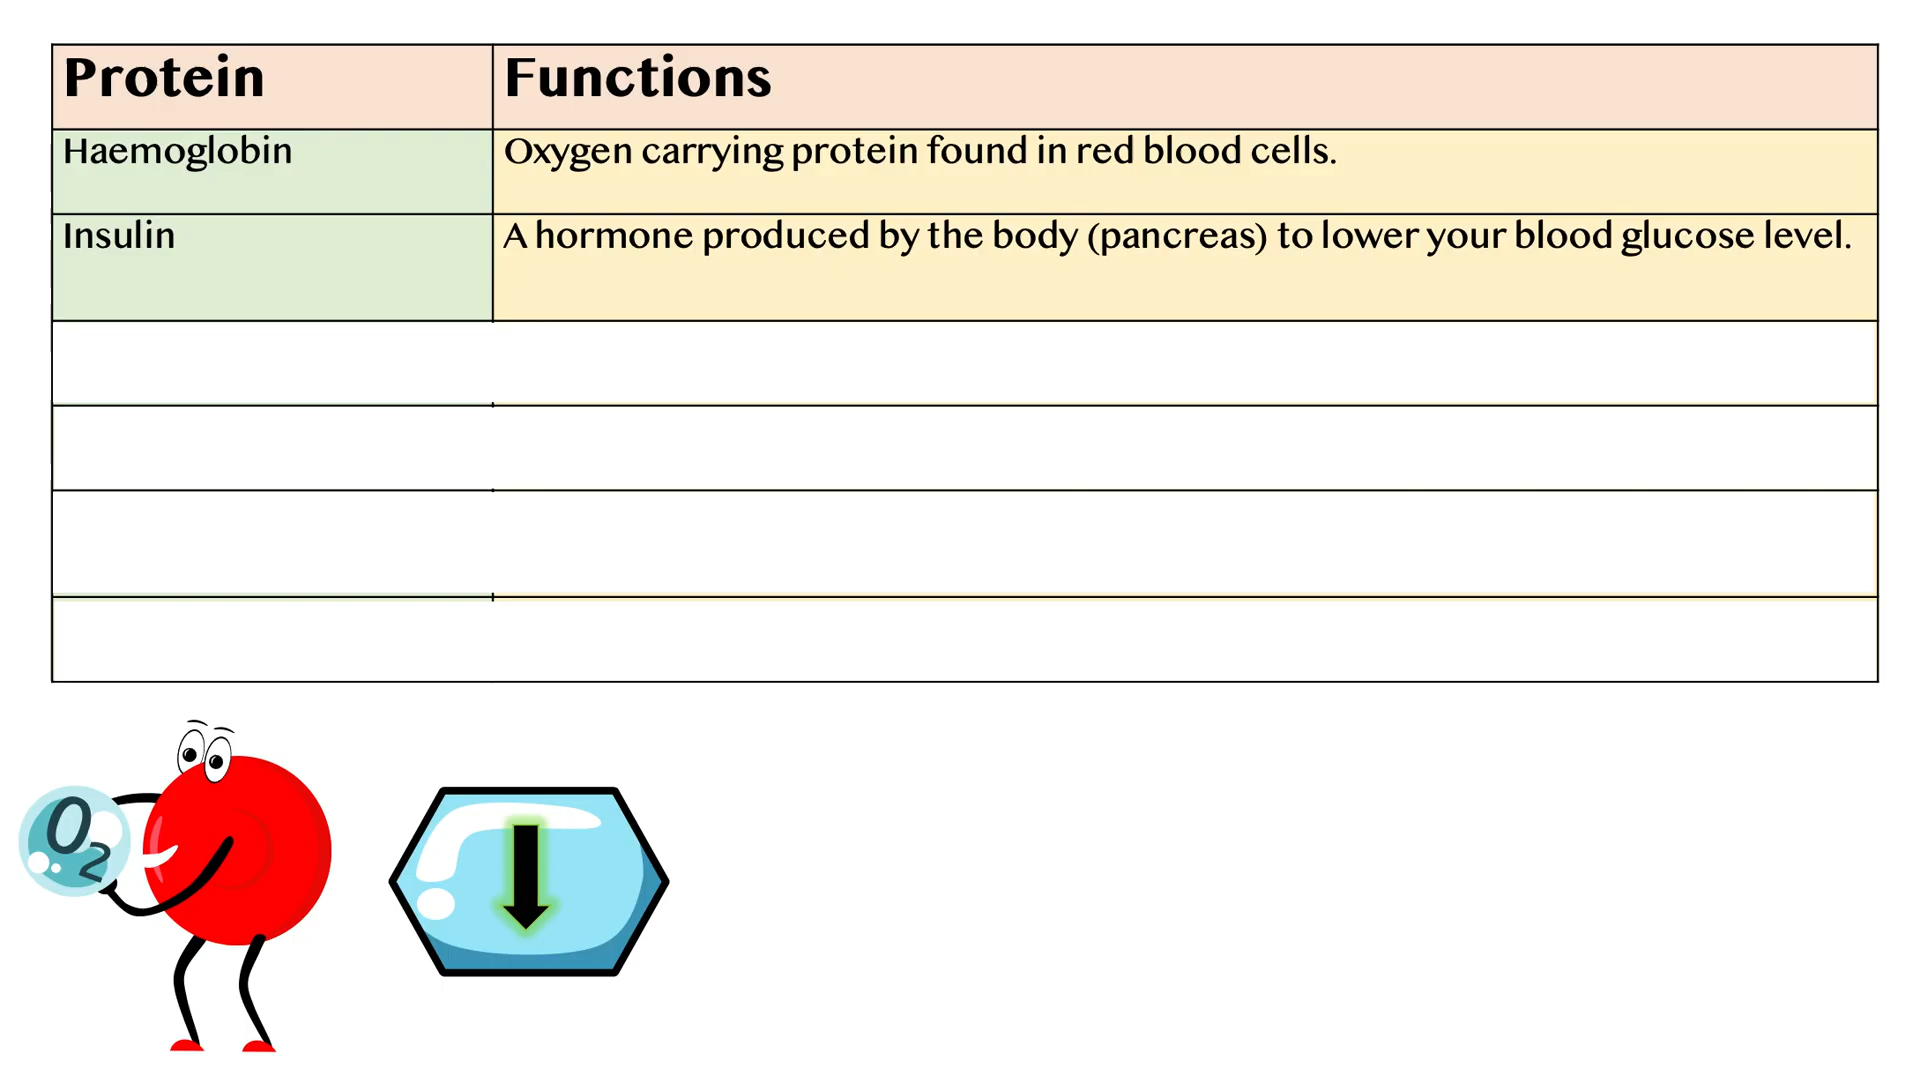 Protein
Functions
Haemoglobin
Oxygen carrying protein found in red blood cells.
Insulin
A hormone produced by the body (pancreas) to lower your blood glucose level.
O2